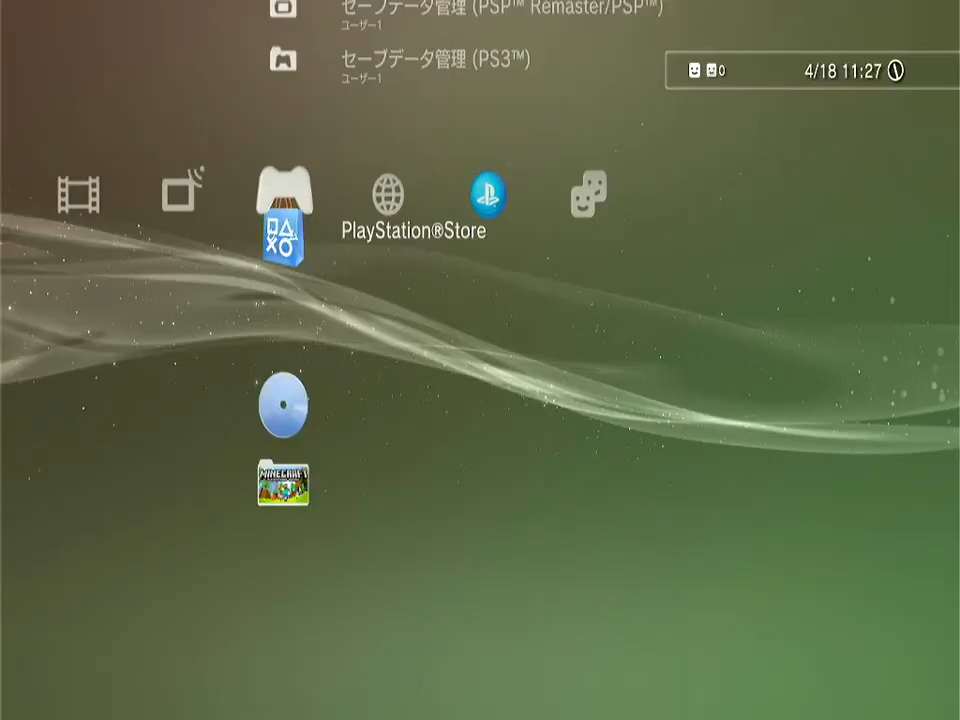 セーブデータ管理 (PSP™ Remaster/PSP™)
ユーザー1
セーブデータ管理 (PS3™)
ユーザー1
0 4/18 11:27
PlayStation®Store
MINECRAFT